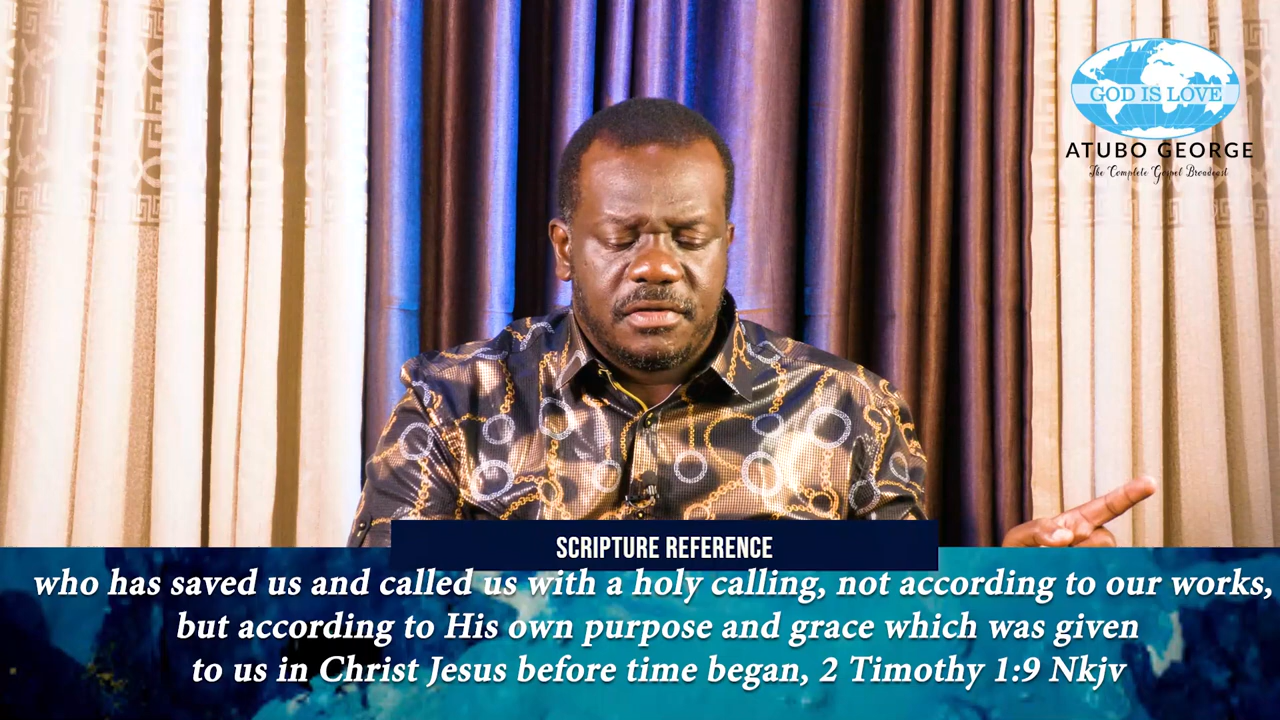 GOD IS LOVE
ATUBO GEORGE
The Complete Gospel Broadcast
SCRIPTURE REFERENCE
who has saved us and called us with a holy calling, not according to our works,
but according to His own purpose and grace which was given
to us in Christ Jesus before time began, 2 Timothy 1:9 Nkjv